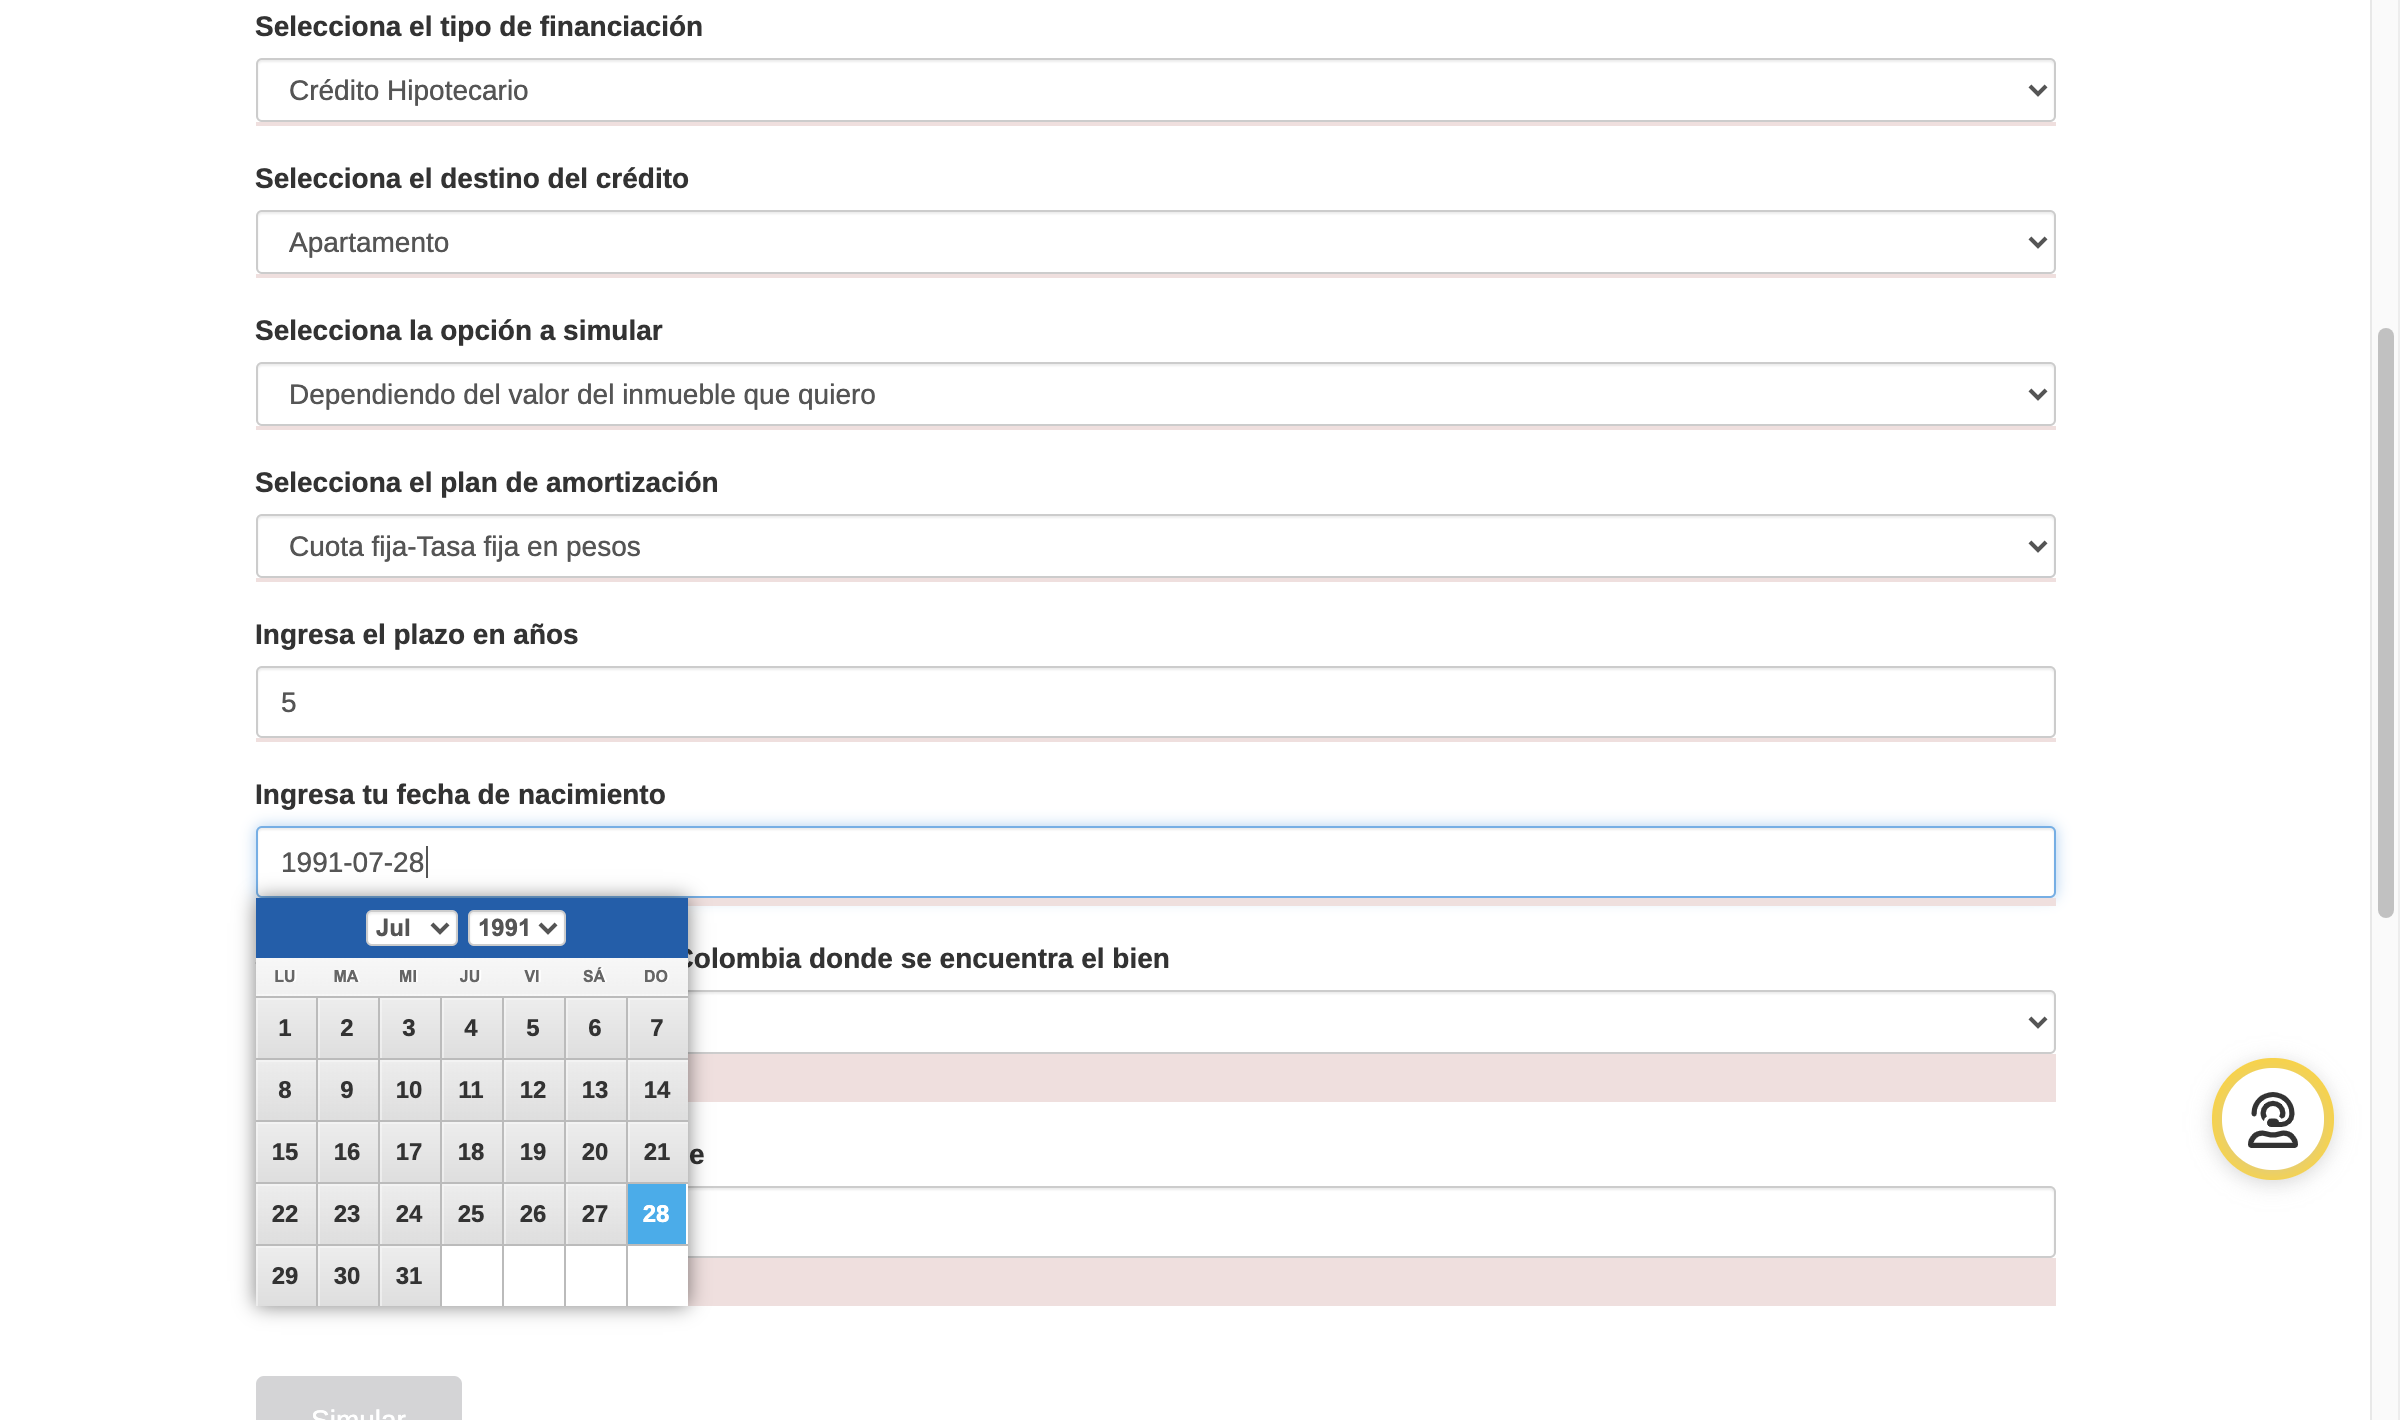 Selecciona el tipo de financiación
Crédito Hipotecario
Selecciona el destino del crédito
Apartamento
Selecciona la opción a simular
Dependiendo del valor del inmueble que quiero
Selecciona el plan de amortización
Cuota fija-Tasa fija en pesos
Ingresa el plazo en años
5
Ingresa tu fecha de nacimiento
1991-07-28
Jul 1991
Colombia donde se encuentra el bien
LU MA MI JU VI SÁ DO
1 2 3 4 5 6 7
8 9 10 11 12 13 14
15 16 17 18 19 20 21
e
22 23 24 25 26 27 28
29 30 31
Simular